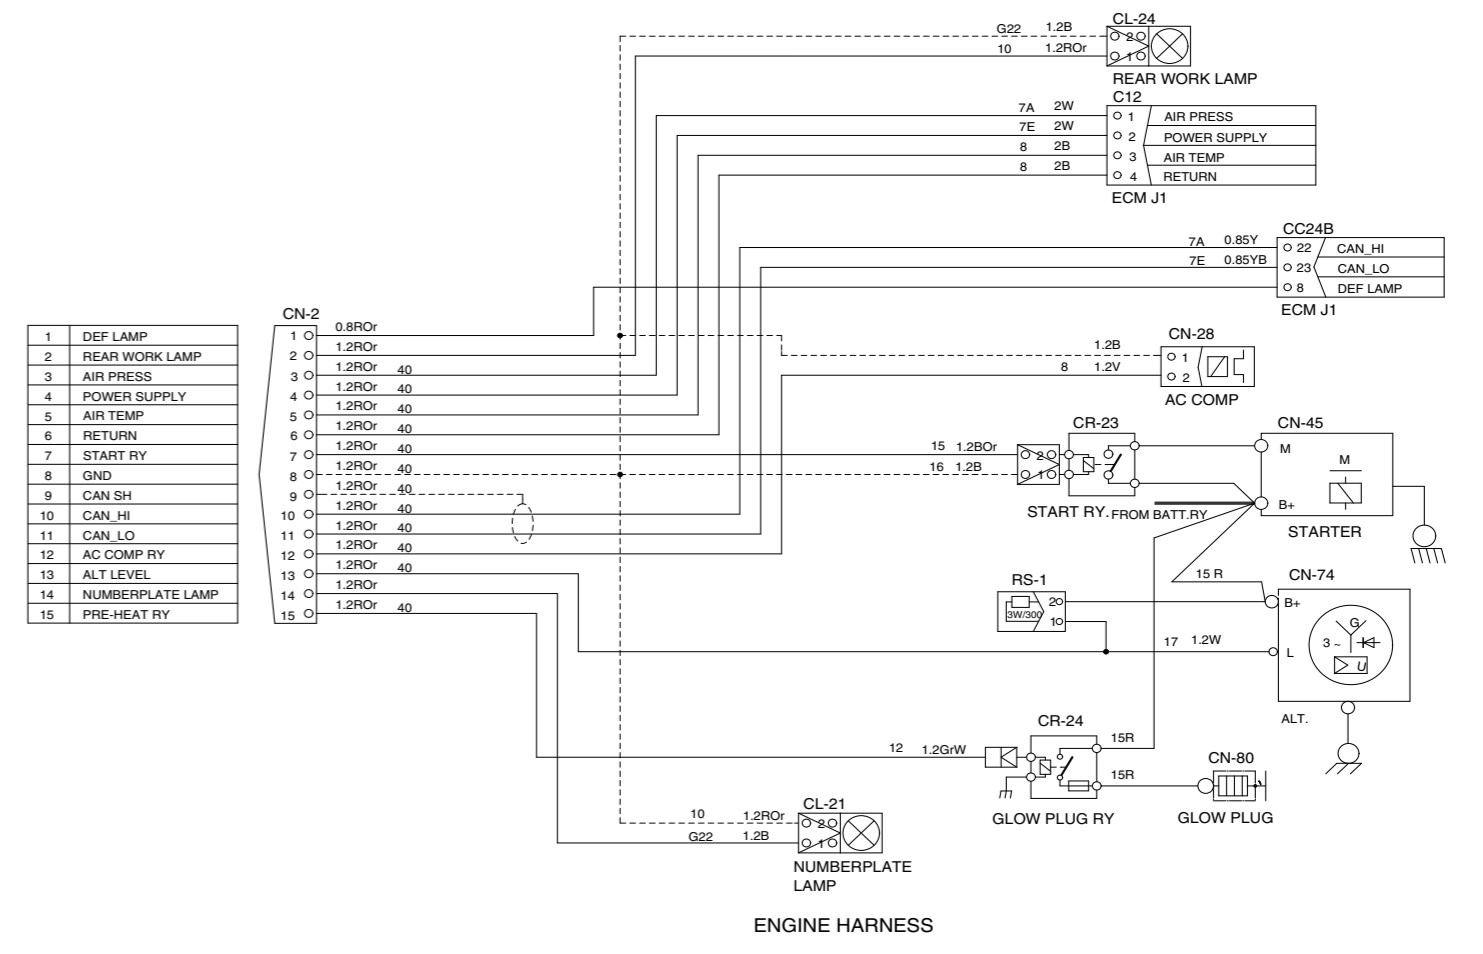 CL-24
G22 1.2B 2
10 1.2ROr 1
REAR WORK LAMP
C12
7A 2W 1 AIR PRESS
7E 2W 2 POWER SUPPLY
8 2B 3 AIR TEMP
8 2B 4 RETURN
ECM J1
CC24B
7A 0.85Y 22 CAN_HI
7E 0.85YB 23 CAN_LO
8 DEF LAMP
ECM J1
CN-2
1 DEF LAMP
2 REAR WORK LAMP
3 AIR PRESS
4 POWER SUPPLY
5 AIR TEMP
6 RETURN
7 START RY
8 GND
9 CAN SH
10 CAN_HI
11 CAN_LO
12 AC COMP RY
13 ALT LEVEL
14 NUMBERPLATE LAMP
15 PRE-HEAT RY
1 0.8ROr
2 1.2ROr
3 1.2ROr 40
4 1.2ROr 40
5 1.2ROr 40
6 1.2ROr 40
7 1.2ROr 40
8 1.2ROr 40
9 1.2ROr 40
10 1.2ROr 40
11 1.2ROr 40
12 1.2ROr 40
13 1.2ROr 40
14 1.2ROr
15 1.2ROr 40
CN-28
1.2B 1
8 1.2V 2
AC COMP
CR-23
15 1.2BOr 2
16 1.2B 1
START RY.
FROM BATT.RY
CN-45
M
M
B+
STARTER
RS-1
3W/300
2
1
15 R
CN-74
B+
17 1.2W L
G
3 ~
U
ALT.
CR-24
12 1.2GrW
15R
15R
GLOW PLUG RY
CN-80
GLOW PLUG
CL-21
10 1.2ROr 2
G22 1.2B 1
NUMBERPLATE
LAMP
ENGINE HARNESS